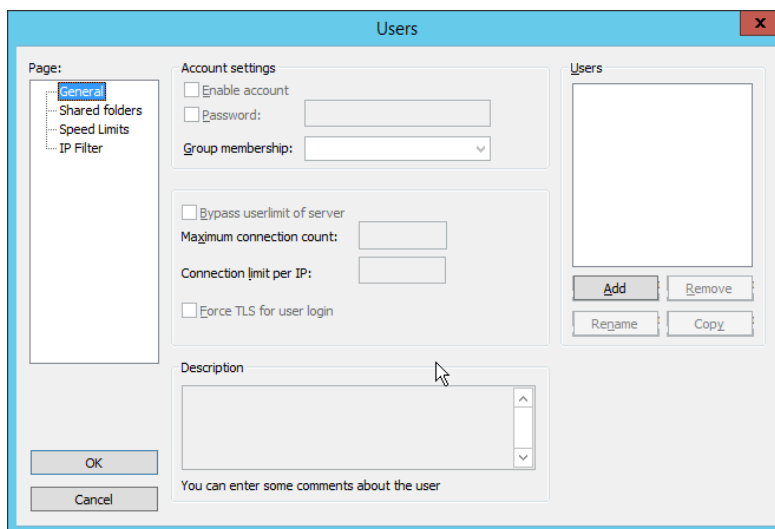 Users
x
Page:
General
Shared folders
Speed Limits
IP Filter
OK
Cancel
Account settings
Enable account
Password:
Group membership:
Bypass userlimit of server
Maximum connection count:
Connection limit per IP:
Force TLS for user login
Description
You can enter some comments about the user
Users
Add
Remove
Rename
Copy